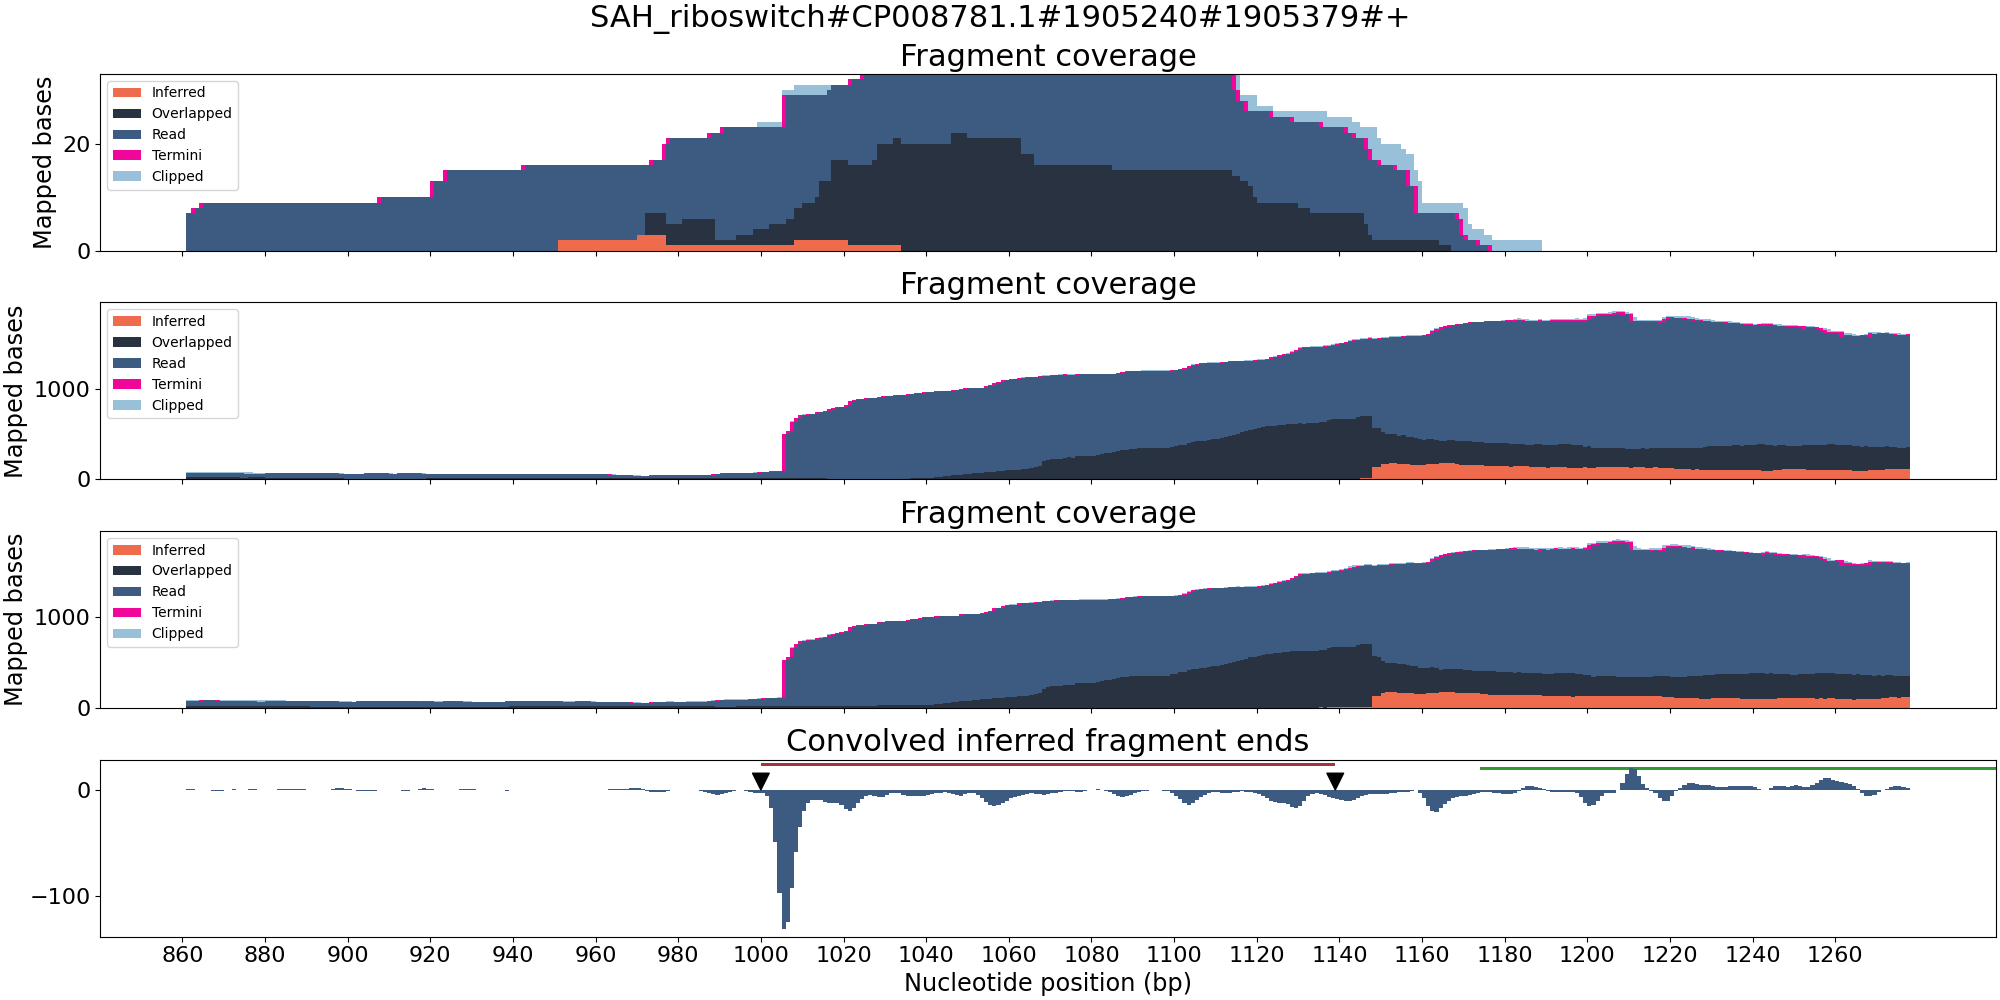 SAH_riboswitch#CP008781.1#1905240#1905379#+
Fragment coverage
Mapped bases
20
0
Inferred
Overlapped
Read
Termini
Clipped
Fragment coverage
Mapped bases
1000
0
Inferred
Overlapped
Read
Termini
Clipped
Fragment coverage
Mapped bases
1000
0
Inferred
Overlapped
Read
Termini
Clipped
Convolved inferred fragment ends
0
−100
860 880 900 920 940 960 980 1000 1020 1040 1060 1080 1100 1120 1140 1160 1180 1200 1220 1240 1260
Nucleotide position (bp)